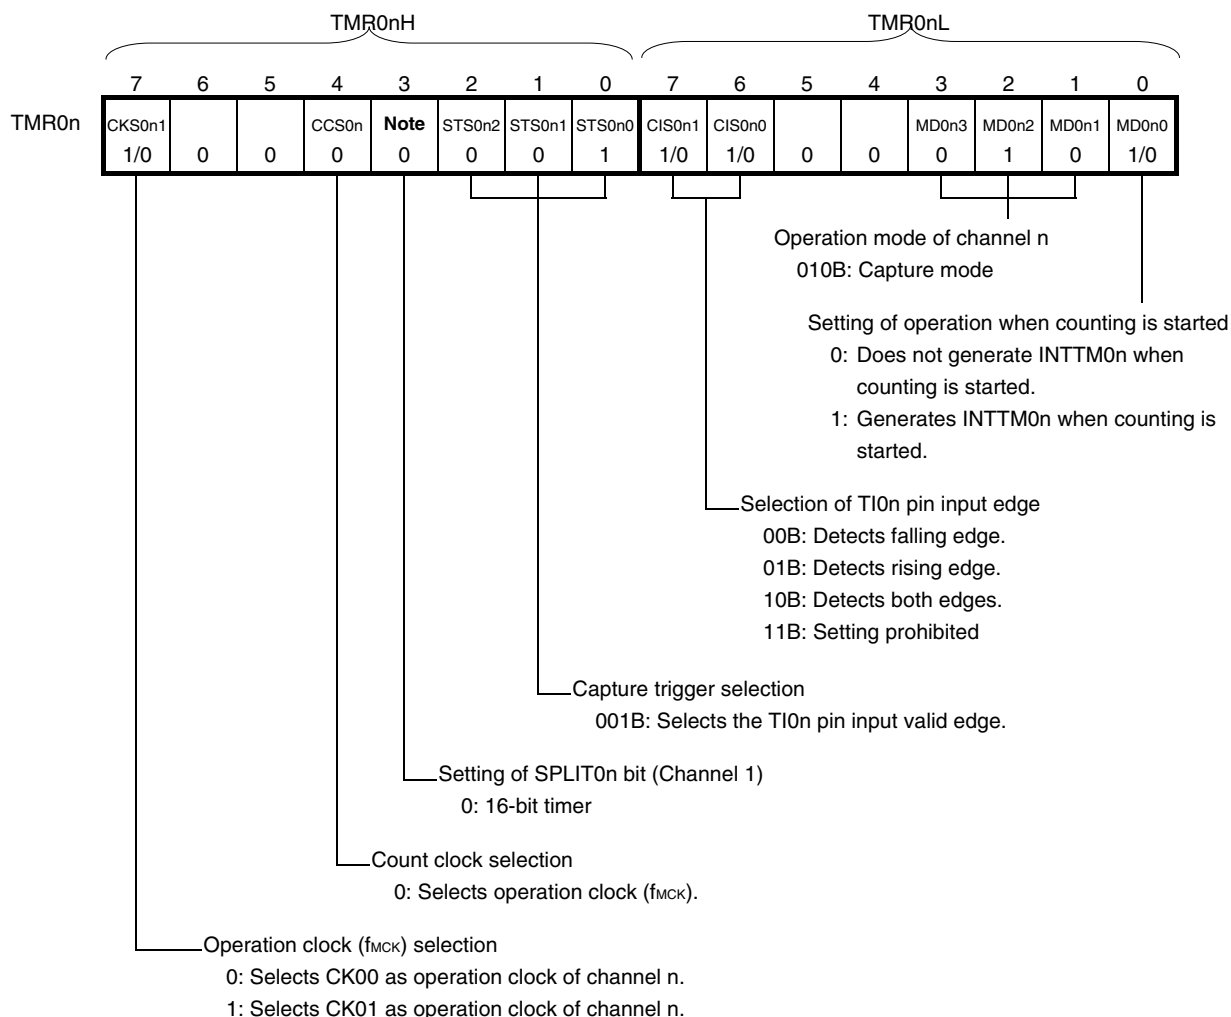 TMR0nH TMR0nL
7 6 5 4 3 2 1 0 7 6 5 4 3 2 1 0
TMR0n CKS0n1 CCS0n Note STS0n2 STS0n1 STS0n0 CIS0n1 CIS0n0 MD0n3 MD0n2 MD0n1 MD0n0
1/0 0 0 0 0 0 0 1 1/0 1/0 0 0 0 1 0 1/0
Operation mode of channel n
010B: Capture mode
Setting of operation when counting is started
0: Does not generate INTTM0n when
counting is started.
1: Generates INTTM0n when counting is
started.
Selection of TI0n pin input edge
00B: Detects falling edge.
01B: Detects rising edge.
10B: Detects both edges.
11B: Setting prohibited
Capture trigger selection
001B: Selects the TI0n pin input valid edge.
Setting of SPLIT0n bit (Channel 1)
0: 16-bit timer
Count clock selection
0: Selects operation clock (fMCK).
Operation clock (fMCK) selection
0: Selects CK00 as operation clock of channel n.
1: Selects CK01 as operation clock of channel n.